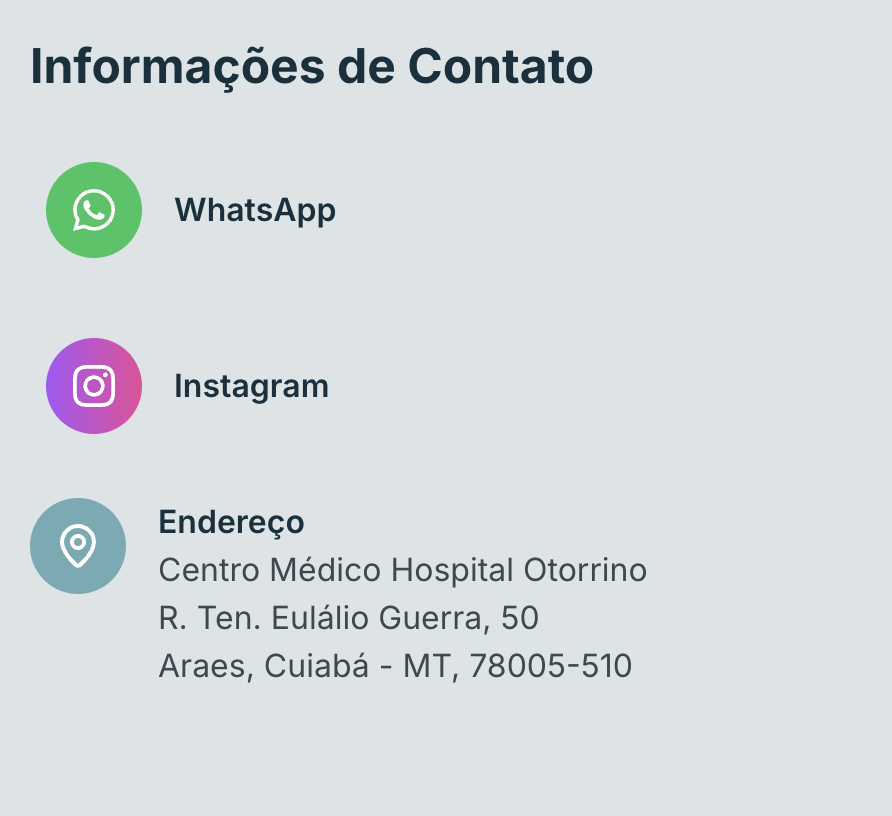 Informações de Contato
WhatsApp
Instagram
Endereço
Centro Médico Hospital Otorrino
R. Ten. Eulálio Guerra, 50
Araes, Cuiabá - MT, 78005-510